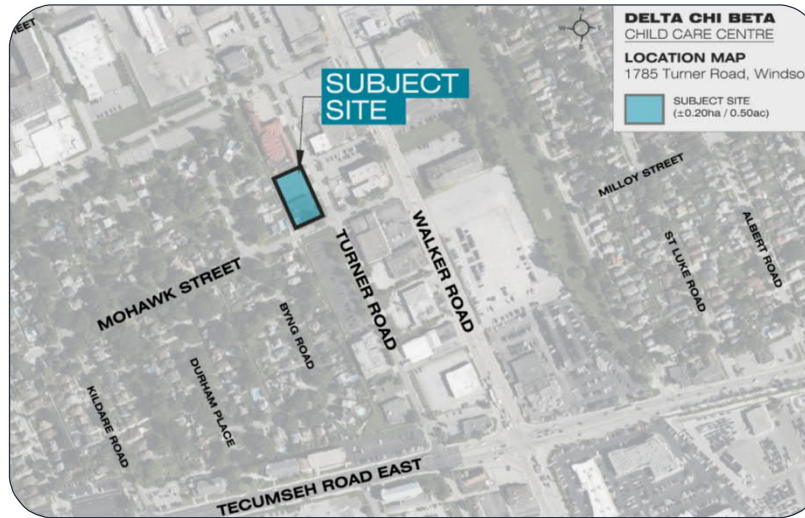 DELTA CHI BETA
CHILD CARE CENTRE
LOCATION MAP
1785 Turner Road, Windso
SUBJECT SITE
(±0.20ha / 0.50ac)
SUBJECT
SITE
MILLOY STREET
ALBERT ROAD
ST LUKE ROAD
WALKER ROAD
TURNER ROAD
MOHAWK STREET
BYNG ROAD
DURHAM PLACE
KILDARE ROAD
TECUMSEH ROAD EAST